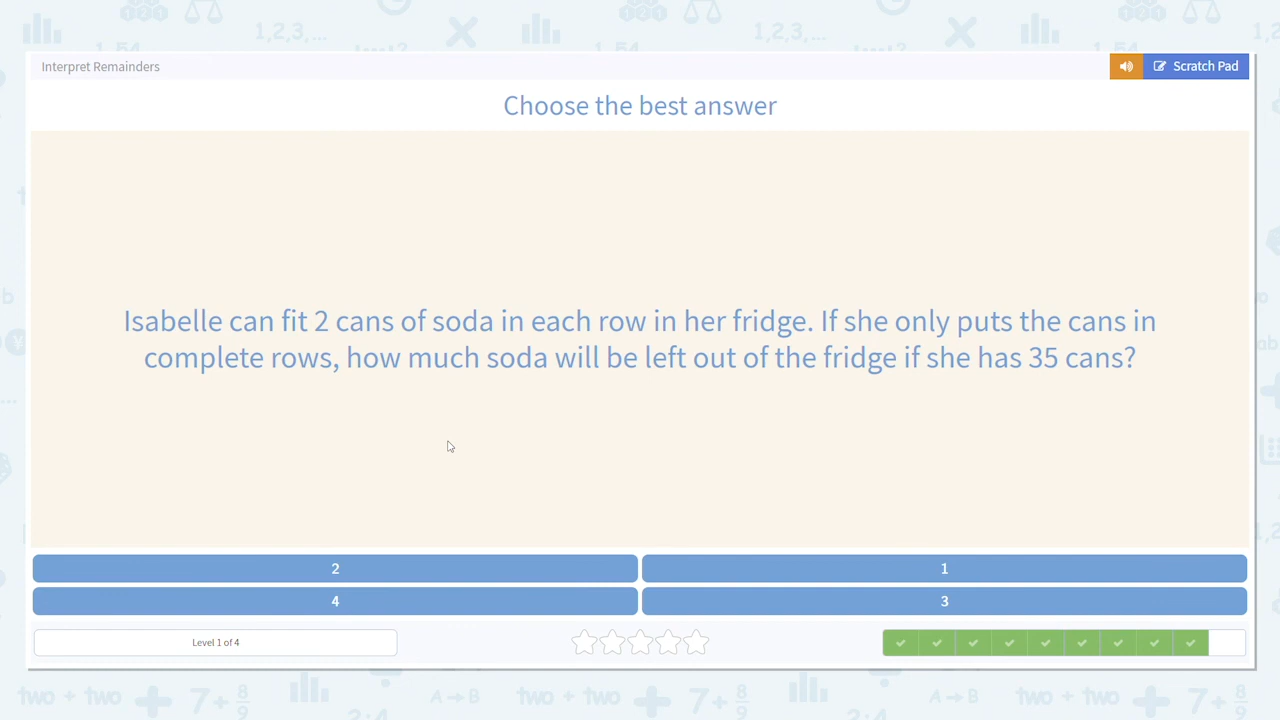 Interpret Remainders
Scratch Pad
Choose the best answer
Isabelle can fit 2 cans of soda in each row in her fridge. If she only puts the cans in
complete rows, how much soda will be left out of the fridge if she has 35 cans?
2
1
4
3
Level 1 of 4